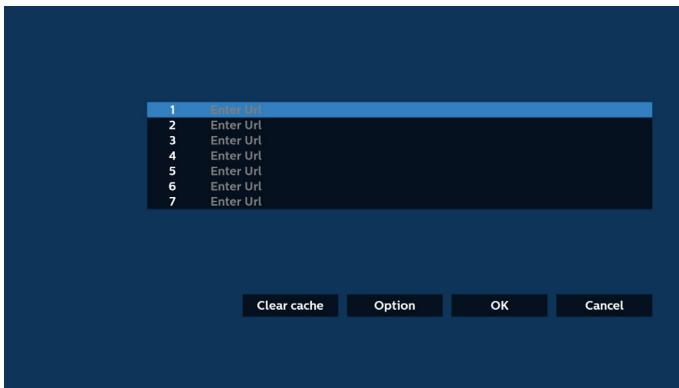 1 Enter Url
2 Enter Url
3 Enter Url
4 Enter Url
5 Enter Url
6 Enter Url
7 Enter Url
Clear cache Option OK Cancel